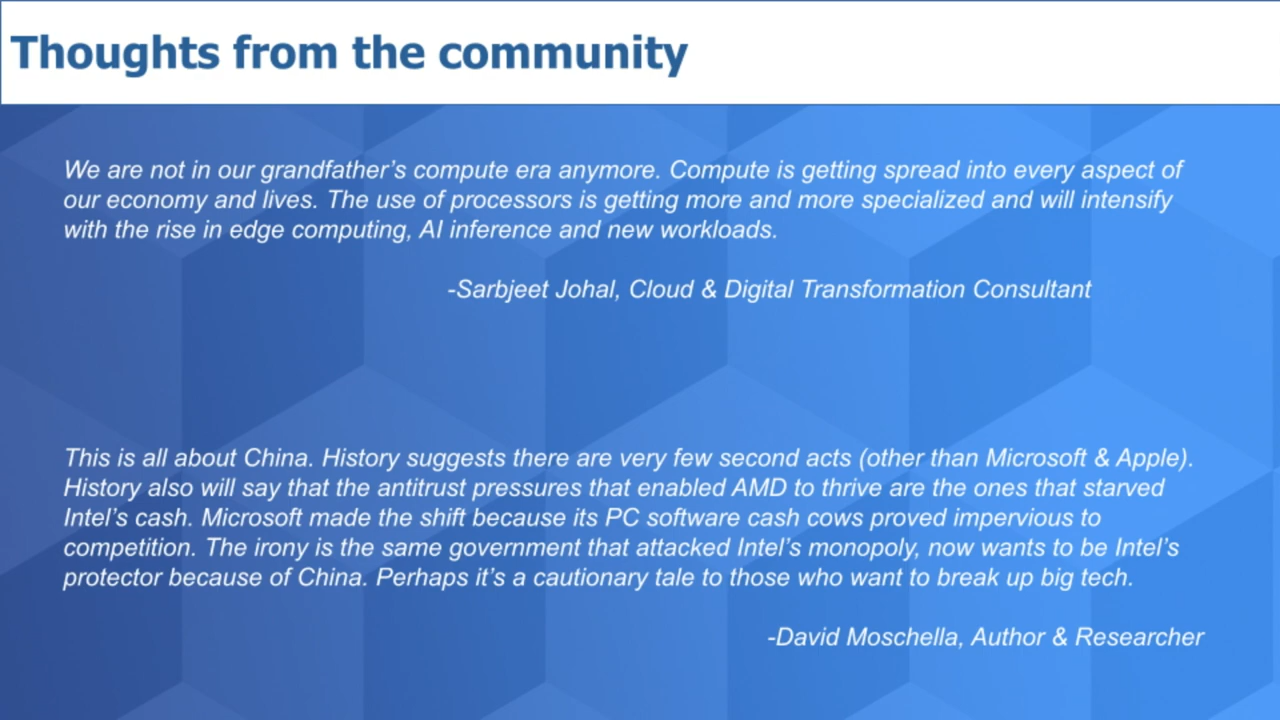 Thoughts from the community
We are not in our grandfather’s compute era anymore. Compute is getting spread into every aspect of
our economy and lives. The use of processors is getting more and more specialized and will intensify
with the rise in edge computing, AI inference and new workloads.
-Sarbjeet Johal, Cloud & Digital Transformation Consultant
This is all about China. History suggests there are very few second acts (other than Microsoft & Apple).
History also will say that the antitrust pressures that enabled AMD to thrive are the ones that starved
Intel’s cash. Microsoft made the shift because its PC software cash cows proved impervious to
competition. The irony is the same government that attacked Intel’s monopoly, now wants to be Intel’s
protector because of China. Perhaps it’s a cautionary tale to those who want to break up big tech.
-David Moschella, Author & Researcher